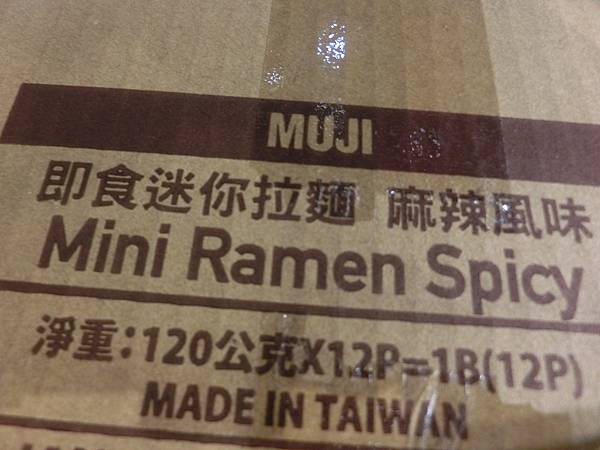 MUJI
即食迷你拉麵 麻辣風味
Mini Ramen Spicy
淨重:120公克X12P=1B(12P)
MADE IN TAIWAN